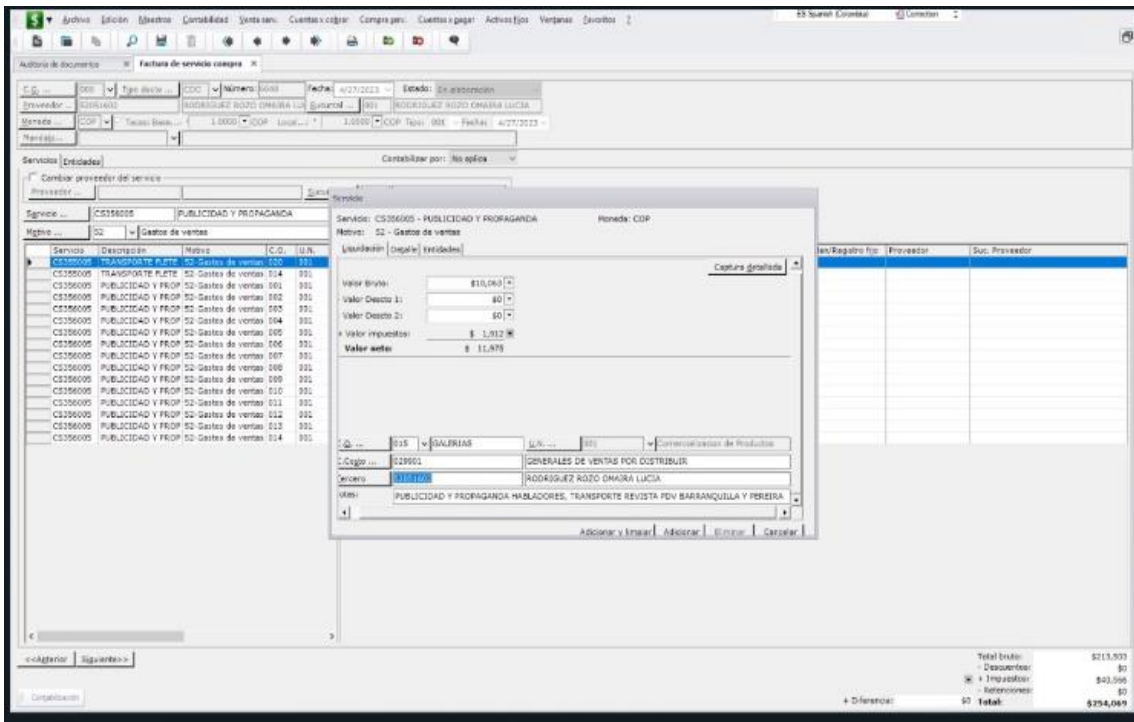 ES Spanish (Colombia) Correction
Archivo Edición Maestros Contabilidad Venta serv. Cuentas x cobrar Compra serv. Cuentas x pagar Activos fijos Ventanas Favoritos ?
Auditoría de documentos Factura de servicio compra
C.O. Tipo docto ... Número: Fecha: 4/27/2023 Estado: En elaboración
Proveedor ... RODRIGUEZ ROZO OMAIRA LUC Sucursal ... 001 RODRIGUEZ ROZO OMAIRA LUCIA
Moneda ... COP 1.0000 COP Local 1.0000 COP Tipo: 001 Fecha: 4/27/2023
Mandato...
Servicios Entidades Contabilizar por: No aplica
Cambiar proveedor del servicio
Proveedor ...
Servicio ... CS356005 PUBLICIDAD Y PROPAGANDA
Motivo ... 52 Gastos de ventas
Servicio Descripción Motivo C.O. U.N. Proveedor Suc. Proveedor
CS355005 TRANSPORTE FLETE 52-Gastos de ventas 020 001
CS355005 TRANSPORTE FLETE 52-Gastos de ventas 014 001
CS356005 PUBLICIDAD Y PROP 52-Gastos de ventas 001 001
CS356005 PUBLICIDAD Y PROP 52-Gastos de ventas 002 001
CS356005 PUBLICIDAD Y PROP 52-Gastos de ventas 003 001
CS356005 PUBLICIDAD Y PROP 52-Gastos de ventas 004 001
CS356005 PUBLICIDAD Y PROP 52-Gastos de ventas 005 001
CS356005 PUBLICIDAD Y PROP 52-Gastos de ventas 006 001
CS356005 PUBLICIDAD Y PROP 52-Gastos de ventas 007 001
CS356005 PUBLICIDAD Y PROP 52-Gastos de ventas 008 001
CS356005 PUBLICIDAD Y PROP 52-Gastos de ventas 009 001
CS356005 PUBLICIDAD Y PROP 52-Gastos de ventas 010 001
CS356005 PUBLICIDAD Y PROP 52-Gastos de ventas 011 001
CS356005 PUBLICIDAD Y PROP 52-Gastos de ventas 012 001
CS356005 PUBLICIDAD Y PROP 52-Gastos de ventas 013 001
CS356005 PUBLICIDAD Y PROP 52-Gastos de ventas 014 001
Servicio
Servicio: CS356005 - PUBLICIDAD Y PROPAGANDA Moneda: COP
Motivo: 52 - Gastos de ventas
Liquidación Detalle Entidades
Captura detallada
Valor Bruto: $10,063
Valor Descto 1: $0
Valor Descto 2: $0
+ Valor impuestos: $ 1,912
Valor neto: $ 11,975
C.O. ... 015 GALERIAS U.N. ... 001 Comercializacion de Productos
C.Costo ... 029901 GENERALES DE VENTAS POR DISTRIBUIR
Tercero RODRIGUEZ ROZO OMAIRA LUCIA
Notas: PUBLICIDAD Y PROPAGANDA HABLADORES, TRANSPORTE REVISTA PDV BARRANQUILLA Y PEREIRA
Adicionar y limpiar Adicionar Eliminar Cancelar
<<Anterior Siguiente>>
Total bruto: $213,503
- Descuentos: $0
+ Impuestos: $40,566
- Retenciones: $0
Contabilización + Diferencia: $0 Total: $254,069